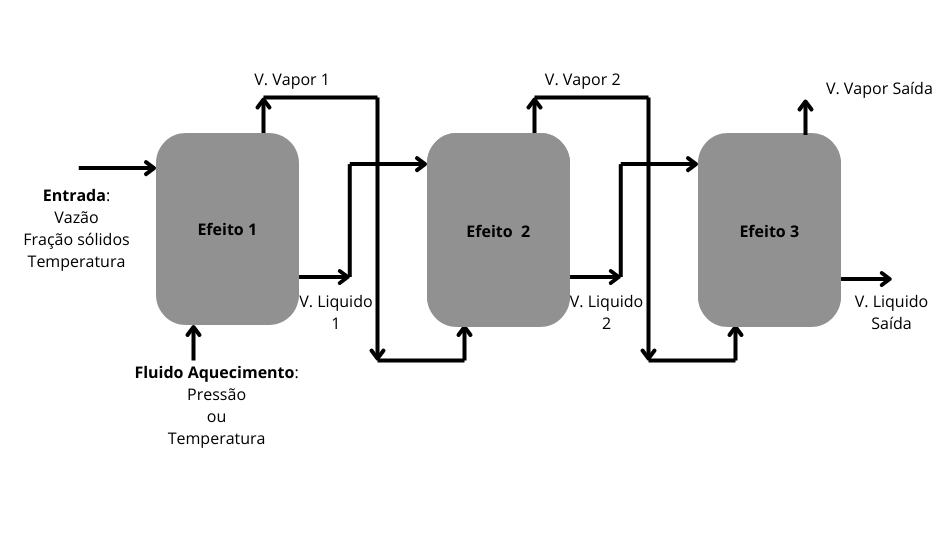 V. Vapor 1
V. Vapor 2
V. Vapor Saída
Entrada:
Vazão
Fração sólidos
Temperatura
Efeito 1
Efeito  2
Efeito 3
V. Liquido
1
V. Liquido
2
V. Liquido
Saída
Fluido Aquecimento:
Pressão
ou
Temperatura